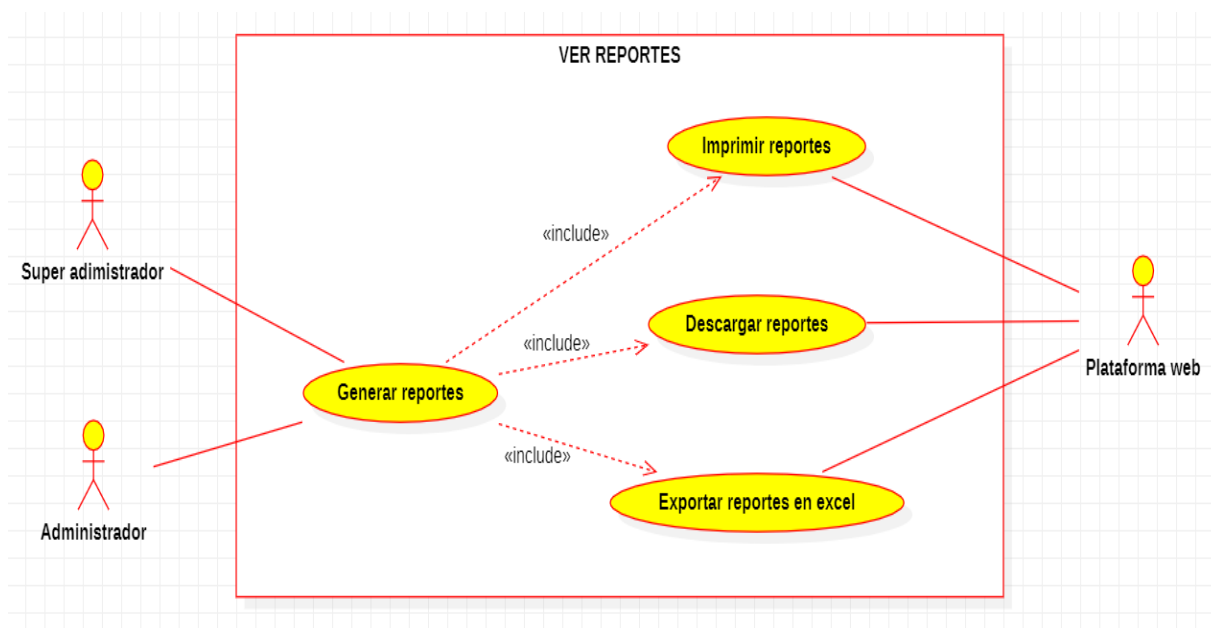 VER REPORTES
Imprimir reportes
«include»
Super adimistrador
Descargar reportes
«include»
Plataforma web
Generar reportes
«include»
Exportar reportes en excel
Administrador